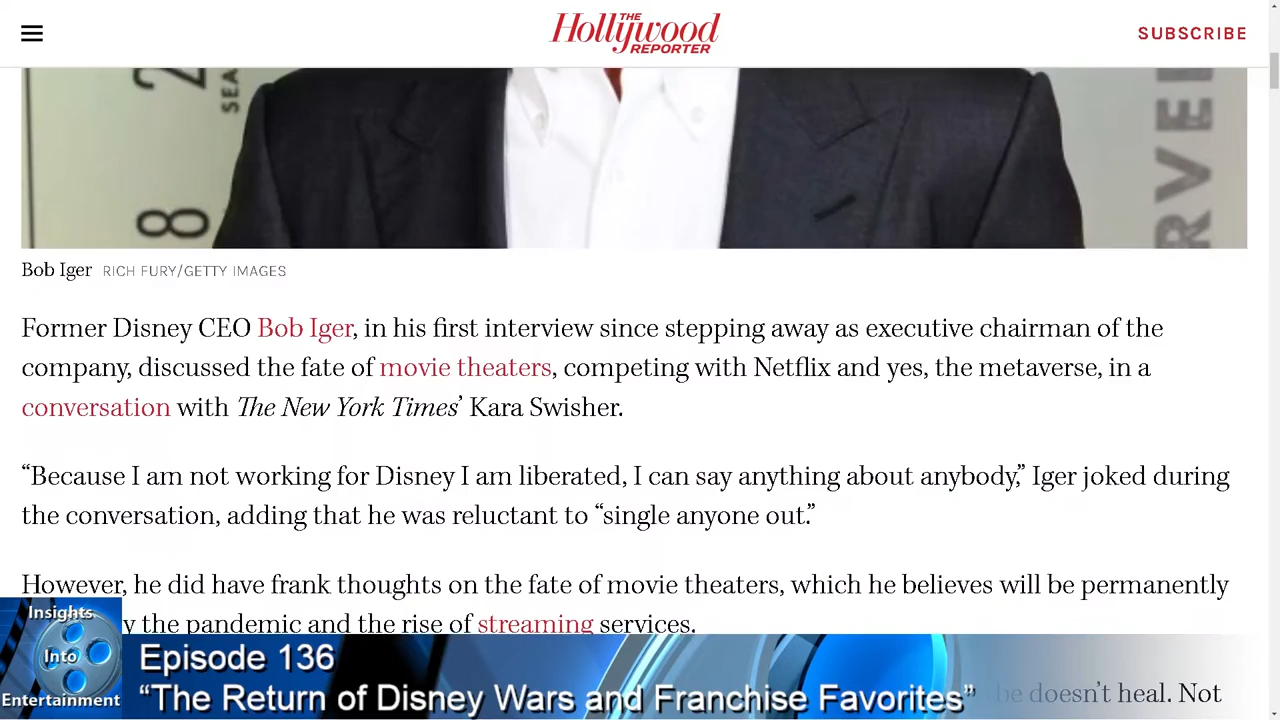 THE
Hollywood
REPORTER
SUBSCRIBE
2
SEA
8
RVE
Bob Iger RICH FURY/GETTY IMAGES
Former Disney CEO Bob Iger, in his first interview since stepping away as executive chairman of the
company, discussed the fate of movie theaters, competing with Netflix and yes, the metaverse, in a
conversation with The New York Times’ Kara Swisher.
“Because I am not working for Disney I am liberated, I can say anything about anybody,” Iger joked during
the conversation, adding that he was reluctant to “single anyone out.”
However, he did have frank thoughts on the fate of movie theaters, which he believes will be permanently
y the pandemic and the rise of streaming services.
Insights
Into
Entertainment
Episode 136
“The Return of Disney Wars and Franchise Favorites”
be doesn’t heal. Not